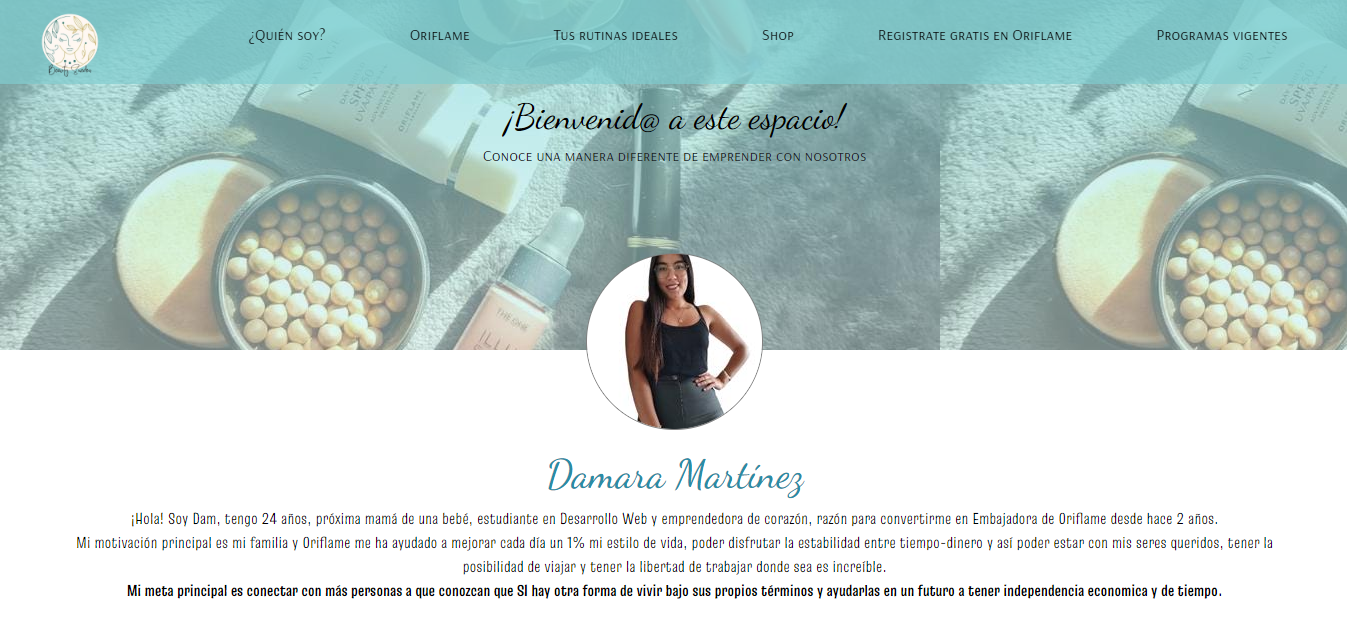 ¿Quién soy?
Oriflame
Tus rutinas ideales
Shop
Registrate gratis en Oriflame
Programas vigentes
¡Bienvenid@ a este espacio!
Conoce una manera diferente de emprender con nosotros
ORIFLAME
THE ONE
Damara Martínez
¡Hola! Soy Dam, tengo 24 años, próxima mamá de una bebé, estudiante en Desarrollo Web y emprendedora de corazón, razón para convertirme en Embajadora de Oriflame desde hace 2 años.
Mi motivación principal es mi familia y Oriflame me ha ayudado a mejorar cada día un 1% mi estilo de vida, poder disfrutar la estabilidad entre tiempo-dinero y así poder estar con mis seres queridos, tener la
posibilidad de viajar y tener la libertad de trabajar donde sea es increíble.
Mi meta principal es conectar con más personas a que conozcan que SI hay otra forma de vivir bajo sus propios términos y ayudarlas en un futuro a tener independencia economica y de tiempo.